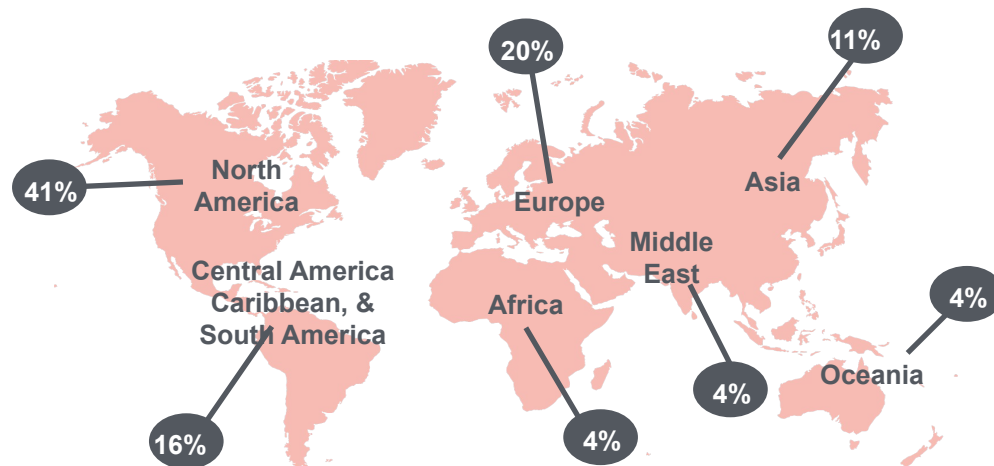 20%
11%
41%
North
America
Europe
Asia
Middle
East
Central America
Caribbean, &
South America
Africa
4%
Oceania
4%
16%
4%